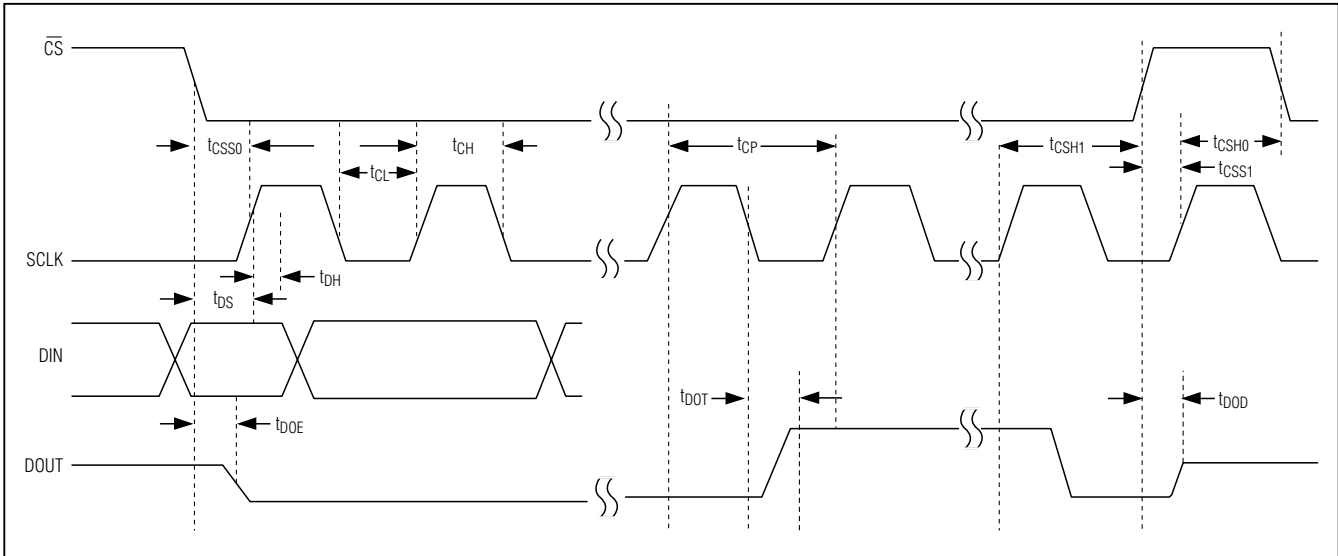 CS
tCSS0
tCL
tCH
tCP
tCSH1
tCSH0
tCSS1
SCLK
tDH
tDS
DIN
tDOT
tDOD
tDOE
DOUT